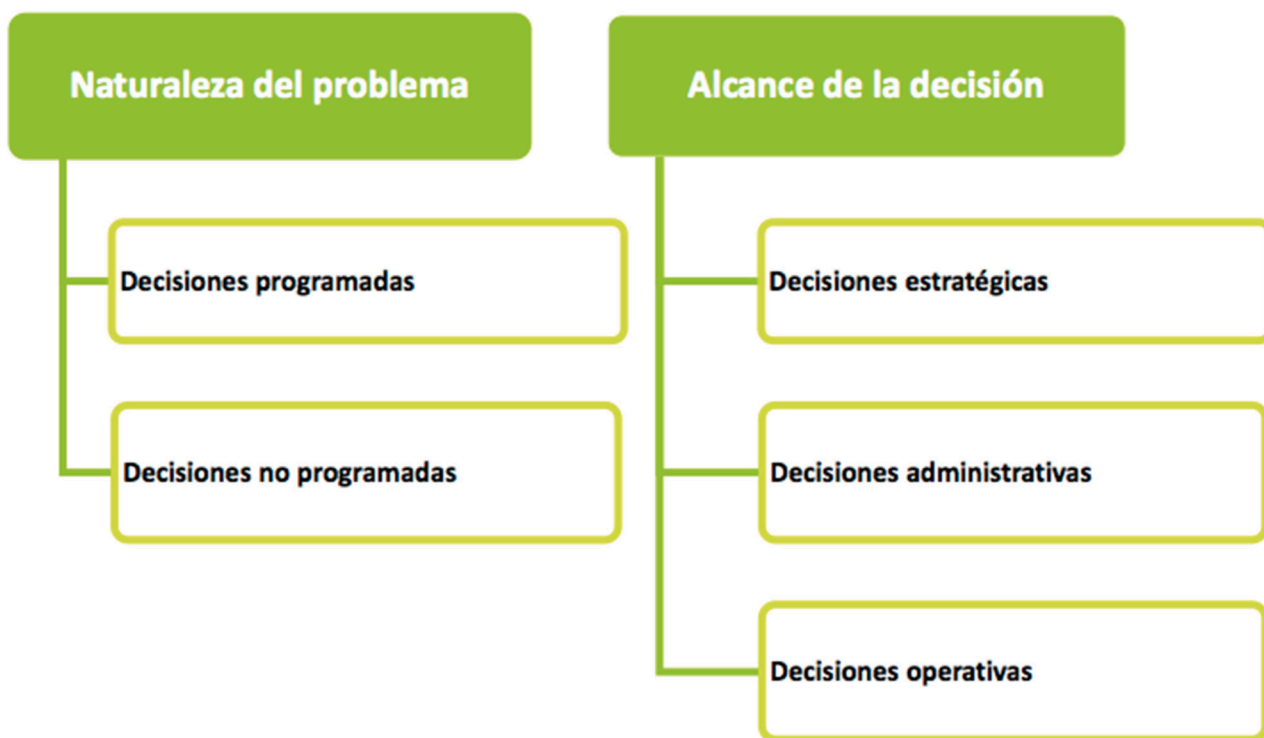 Naturaleza del problema
Decisiones programadas
Decisiones no programadas
Alcance de la decisión
Decisiones estratégicas
Decisiones administrativas
Decisiones operativas